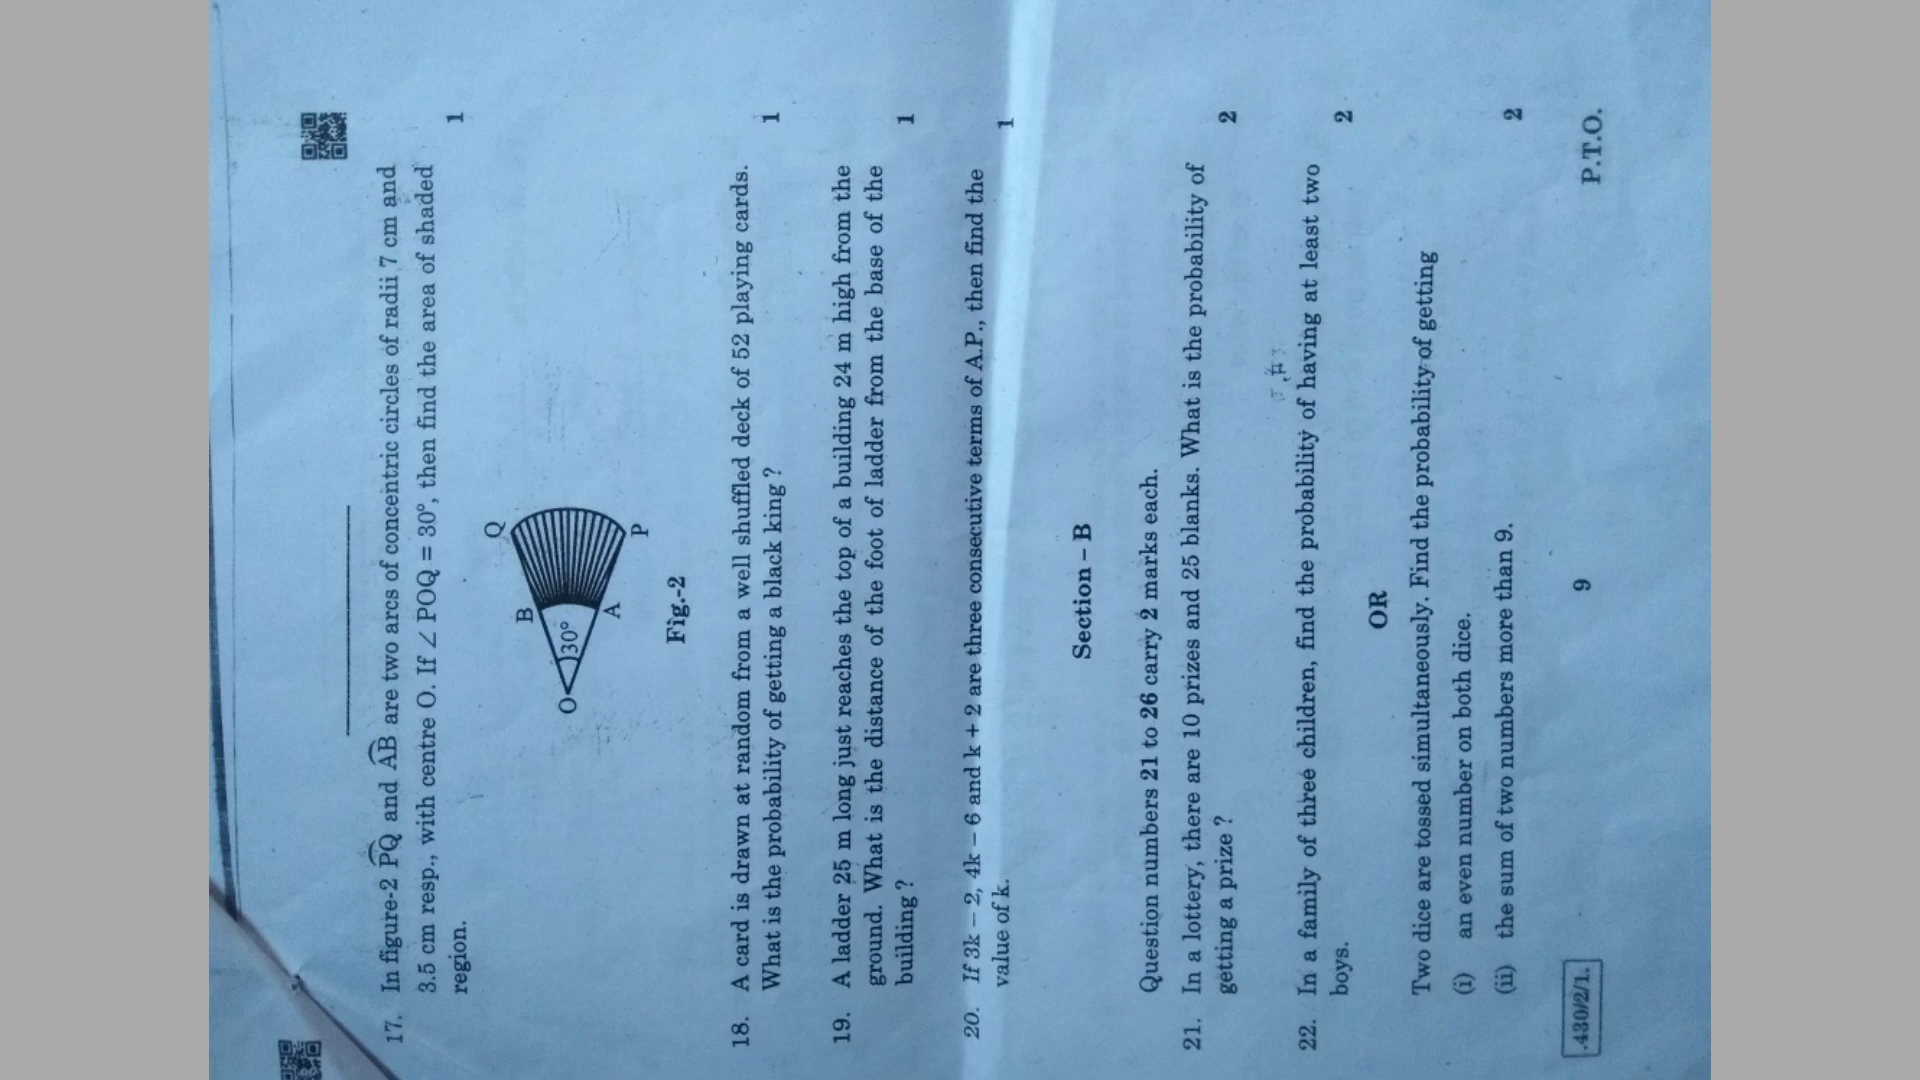 17. In figure-2 PQ and AB are two arcs of concentric circles of radii 7 cm and
3.5 cm resp., with centre O. If ∠ POQ = 30°, then find the area of shaded
region. 1
Q
B
O 30°
A
P
Fig.-2
18. A card is drawn at random from a well shuffled deck of 52 playing cards.
What is the probability of getting a black king ? 1
19. A ladder 25 m long just reaches the top of a building 24 m high from the
ground. What is the distance of the foot of ladder from the base of the
building ? 1
20. If 3k – 2, 4k – 6 and k + 2 are three consecutive terms of A.P., then find the
value of k. 1
Section – B
Question numbers 21 to 26 carry 2 marks each.
21. In a lottery, there are 10 prizes and 25 blanks. What is the probability of
getting a prize ? 2
22. In a family of three children, find the probability of having at least two
boys. 2
OR
Two dice are tossed simultaneously. Find the probability of getting
(i) an even number on both dice.
(ii) the sum of two numbers more than 9. 2
.430/2/1. 9 P.T.O.